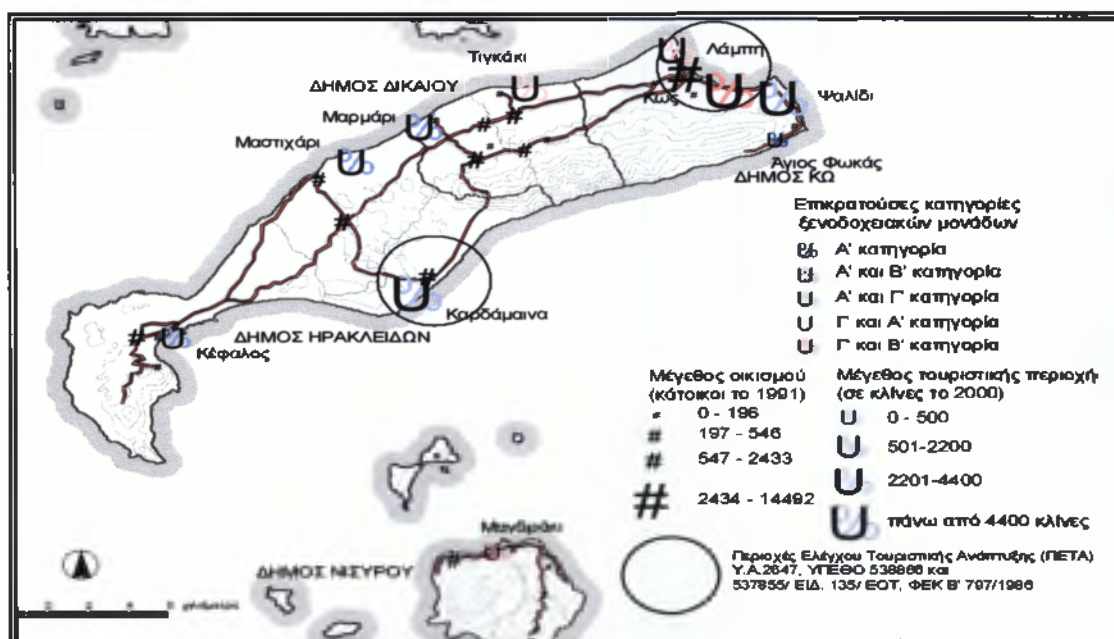 Λάμπη
Τιγκάκι
ΔΗΜΟΣ ΔΙΚΑΙΟΥ
Κως
Ψαλίδι
Μαρμάρι
Μαστιχάρι
Άγιος Φωκάς
ΔΗΜΟΣ ΚΩ
Καρδάμαινα
ΔΗΜΟΣ ΗΡΑΚΛΕΙΔΩΝ
Κέφαλος
Επικρατούσες κατηγορίες
ξενοδοχειακών μονάδων
Α' κατηγορία
Α' και Β' κατηγορία
Α' και Γ' κατηγορία
Γ' και Α' κατηγορία
Γ' και Β' κατηγορία
Μέγεθος οικισμού
(κάτοικοι το 1991)
0 - 196
197 - 546
547 - 2433
2434 - 14492
Μέγεθος τουριστικής περιοχή
(σε κλίνες το 2000)
0 - 500
501-2200
2201-4400
πάνω από 4400 κλίνες
Περιοχές Ελέγχου Τουριστικής Ανάπτυξης (ΠΕΤΑ)
Υ.Α.2647, ΥΠΕΘΟ 538866 και
537855/ ΕΙΔ. 135/ ΕΟΤ, ΦΕΚ Β' 797/1986
Μανδράκι
ΔΗΜΟΣ ΝΙΣΥΡΟΥ